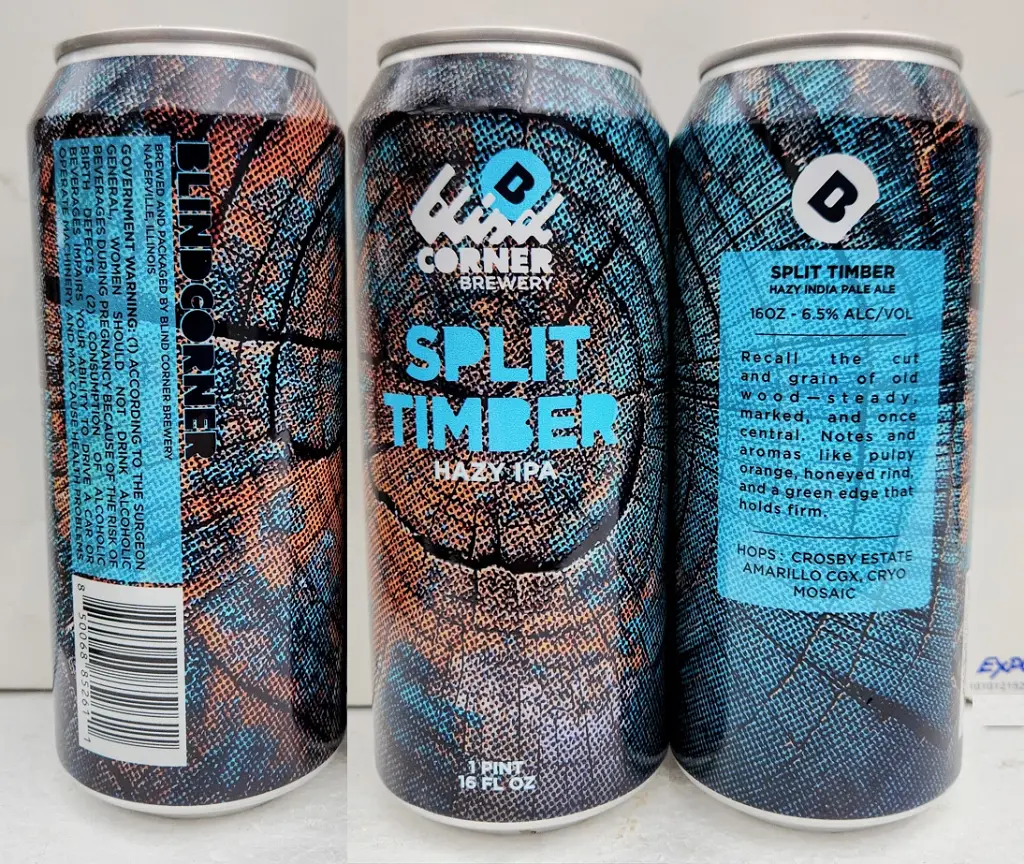 BREWED AND PACKAGED BY BLIND CORNER BREWERY
NAPERVILLE, ILLINOIS
GOVERNMENT WARNING: (1) ACCORDING TO THE SURGEON
GENERAL, WOMEN SHOULD NOT DRINK ALCOHOLIC
BEVERAGES DURING PREGNANCY BECAUSE OF THE RISK OF
BIRTH DEFECTS. (2) CONSUMPTION OF ALCOHOLIC
BEVERAGES IMPAIRS YOUR ABILITY TO DRIVE A CAR OR
OPERATE MACHINERY, AND MAY CAUSE HEALTH PROBLEMS
BLIND CORNER
8 50068 85261 1
B
blind
CORNER
BREWERY
SPLIT
TIMBER
HAZY IPA
1 PINT
16 FL OZ
B
SPLIT TIMBER
HAZY INDIA PALE ALE
16OZ - 6.5% ALC/VOL
Recall the cut
and grain of old
wood—steady,
marked, and once
central. Notes and
aromas like pulpy
orange, honeyed rind,
and a green edge that
holds firm.
HOPS : CROSBY ESTATE
AMARILLO CGX, CRYO
MOSAIC